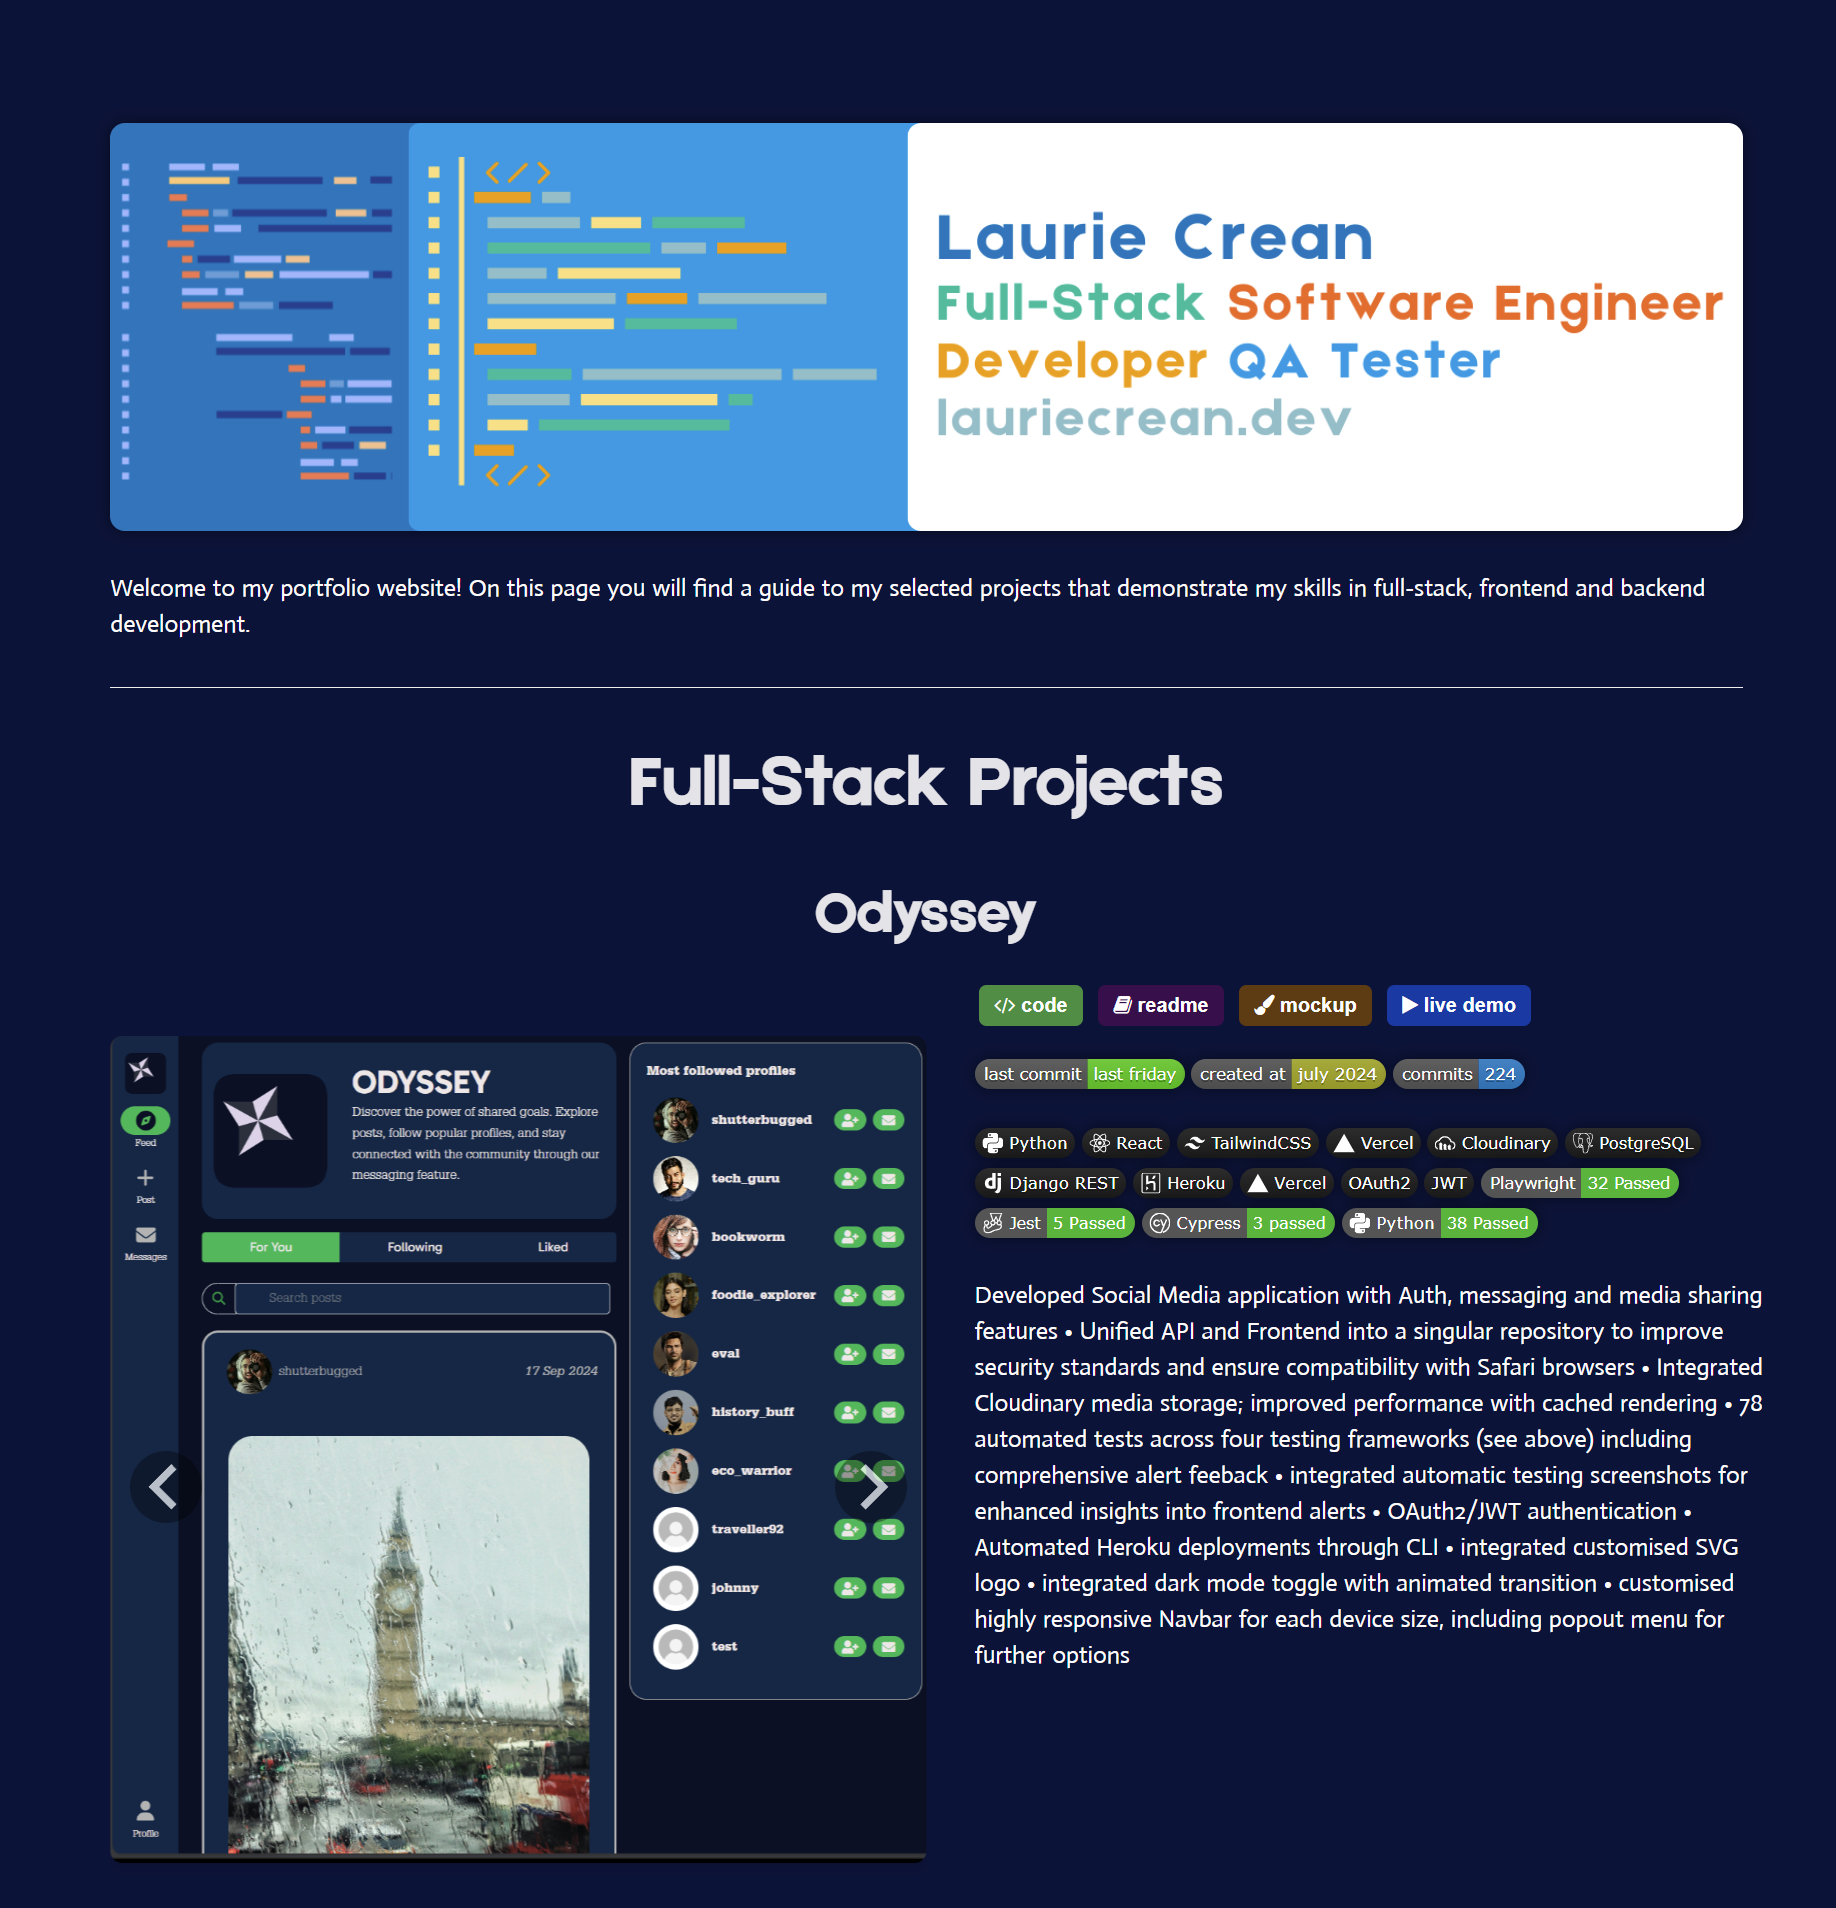 Laurie Crean
Full-Stack Software Engineer
Developer QA Tester
lauriecrean.dev
Welcome to my portfolio website! On this page you will find a guide to my selected projects that demonstrate my skills in full-stack, frontend and backend
development.
Full-Stack Projects
Odyssey
Feed
Post
Messages
Profile
ODYSSEY
Discover the power of shared goals. Explore
posts, follow popular profiles, and stay
connected with the community through our
messaging feature.
For You Following Liked
Search posts
shutterbugged 17 Sep 2024
Most followed profiles
shutterbugged
tech_guru
bookworm
foodie_explorer
eval
history_buff
eco_warrior
traveller92
johnny
test
</> code readme mockup live demo
last commit last friday created at july 2024 commits 224
Python React TailwindCSS Vercel Cloudinary PostgreSQL
dj Django REST Heroku Vercel OAuth2 JWT Playwright 32 Passed
Jest 5 Passed cy Cypress 3 passed Python 38 Passed
Developed Social Media application with Auth, messaging and media sharing
features • Unified API and Frontend into a singular repository to improve
security standards and ensure compatibility with Safari browsers • Integrated
Cloudinary media storage; improved performance with cached rendering • 78
automated tests across four testing frameworks (see above) including
comprehensive alert feeback • integrated automatic testing screenshots for
enhanced insights into frontend alerts • OAuth2/JWT authentication •
Automated Heroku deployments through CLI • integrated customised SVG
logo • integrated dark mode toggle with animated transition • customised
highly responsive Navbar for each device size, including popout menu for
further options